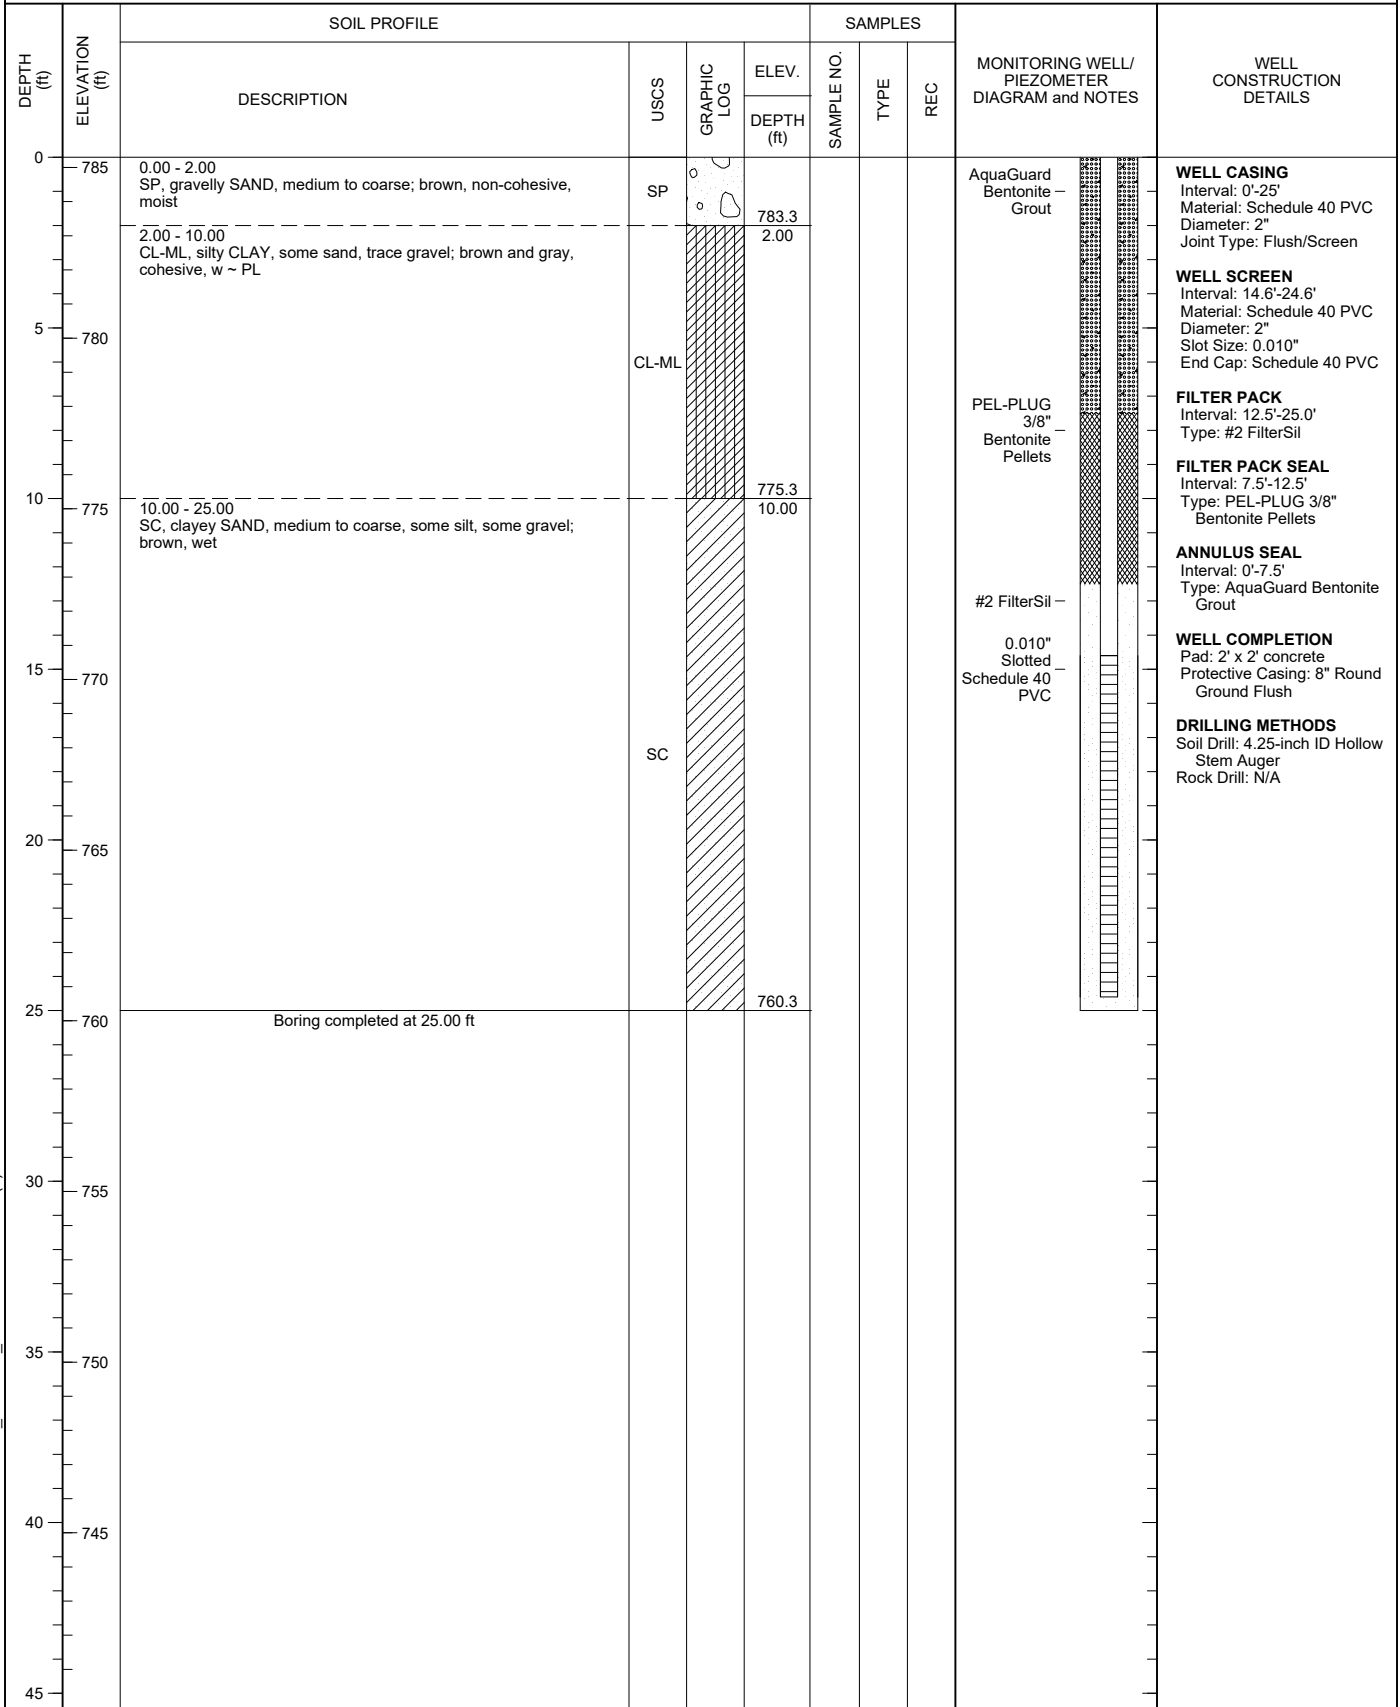 SOIL PROFILE
SAMPLES
DEPTH
(ft)
ELEVATION
(ft)
DESCRIPTION
USCS
GRAPHIC
LOG
ELEV.
DEPTH
(ft)
SAMPLE NO.
TYPE
REC
MONITORING WELL/
PIEZOMETER
DIAGRAM and NOTES
WELL
CONSTRUCTION
DETAILS
0
5
10
15
20
25
30
35
40
45
785
780
775
770
765
760
755
750
745
0.00 - 2.00
SP, gravelly SAND, medium to coarse; brown, non-cohesive,
moist
SP
783.3
2.00
2.00 - 10.00
CL-ML, silty CLAY, some sand, trace gravel; brown and gray,
cohesive, w ~ PL
CL-ML
775.3
10.00
10.00 - 25.00
SC, clayey SAND, medium to coarse, some silt, some gravel;
brown, wet
SC
760.3
Boring completed at 25.00 ft
AquaGuard
Bentonite
Grout
PEL-PLUG
3/8"
Bentonite
Pellets
#2 FilterSil
0.010"
Slotted
Schedule 40
PVC
WELL CASING
Interval: 0'-25'
Material: Schedule 40 PVC
Diameter: 2"
Joint Type: Flush/Screen
WELL SCREEN
Interval: 14.6'-24.6'
Material: Schedule 40 PVC
Diameter: 2"
Slot Size: 0.010"
End Cap: Schedule 40 PVC
FILTER PACK
Interval: 12.5'-25.0'
Type: #2 FilterSil
FILTER PACK SEAL
Interval: 7.5'-12.5'
Type: PEL-PLUG 3/8"
Bentonite Pellets
ANNULUS SEAL
Interval: 0'-7.5'
Type: AquaGuard Bentonite
Grout
WELL COMPLETION
Pad: 2' x 2' concrete
Protective Casing: 8" Round
Ground Flush
DRILLING METHODS
Soil Drill: 4.25-inch ID Hollow
Stem Auger
Rock Drill: N/A